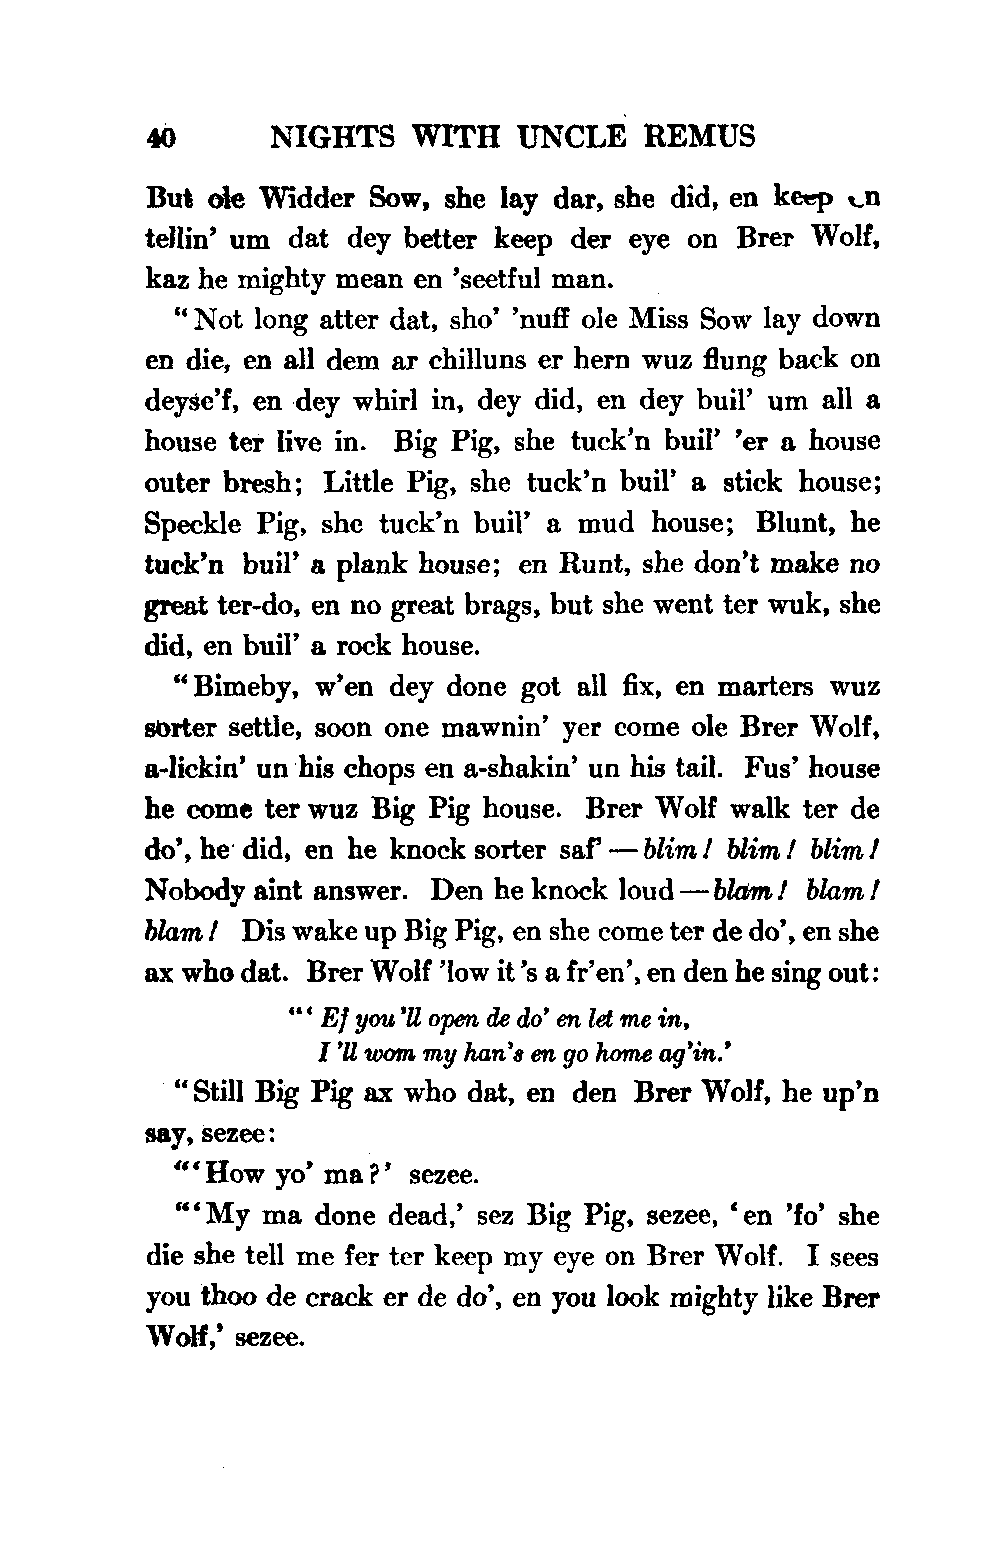 40 NIGHTS WITH UNCLE REMUS
But ole Widder Sow, she lay dar, she did, en keep on
tellin' um dat dey better keep der eye on Brer Wolf,
kaz he mighty mean en 'seetful man.
"Not long atter dat, sho' 'nuff ole Miss Sow lay down
en die, en all dem ar chilluns er hern wuz flung back on
deyse'f, en dey whirl in, dey did, en dey buil' um all a
house ter live in. Big Pig, she tuck'n buil' 'er a house
outer bresh; Little Pig, she tuck'n buil' a stick house;
Speckle Pig, she tuck'n buil' a mud house; Blunt, he
tuck'n buil' a plank house; en Runt, she don't make no
great ter-do, en no great brags, but she went ter wuk, she
did, en buil' a rock house.
"Bimeby, w'en dey done got all fix, en marters wuz
sorter settle, soon one mawnin' yer come ole Brer Wolf,
a-lickin' un his chops en a-shakin' un his tail. Fus' house
he come ter wuz Big Pig house. Brer Wolf walk ter de
do', he did, en he knock sorter saf' — blim! blim! blim!
Nobody aint answer. Den he knock loud — blam! blam!
blam! Dis wake up Big Pig, en she come ter de do', en she
ax who dat. Brer Wolf 'low it 's a fr'en', en den he sing out:
"' Ef you 'll open de do' en let me in,
I 'll wom my han's en go home ag'in.'
"Still Big Pig ax who dat, en den Brer Wolf, he up'n
say, sezee:
"'How yo' ma?' sezee.
"'My ma done dead,' sez Big Pig, sezee, 'en 'fo' she
die she tell me fer ter keep my eye on Brer Wolf. I sees
you thoo de crack er de do', en you look mighty like Brer
Wolf,' sezee.